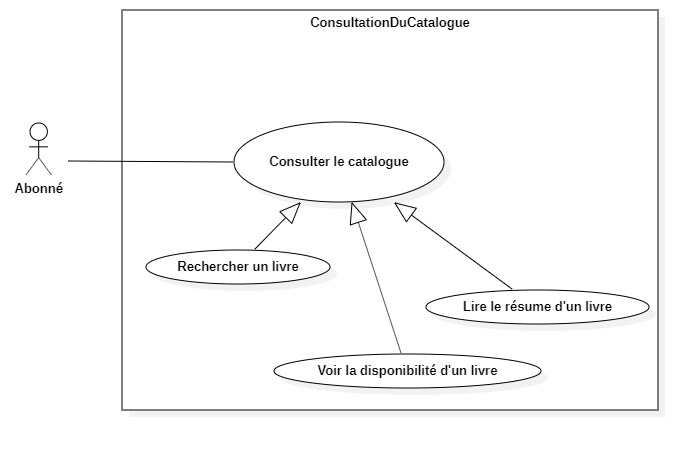 ConsultationDuCatalogue
Consulter le catalogue
Abonné
Rechercher un livre
Lire le résume d'un livre
Voir la disponibilité d'un livre